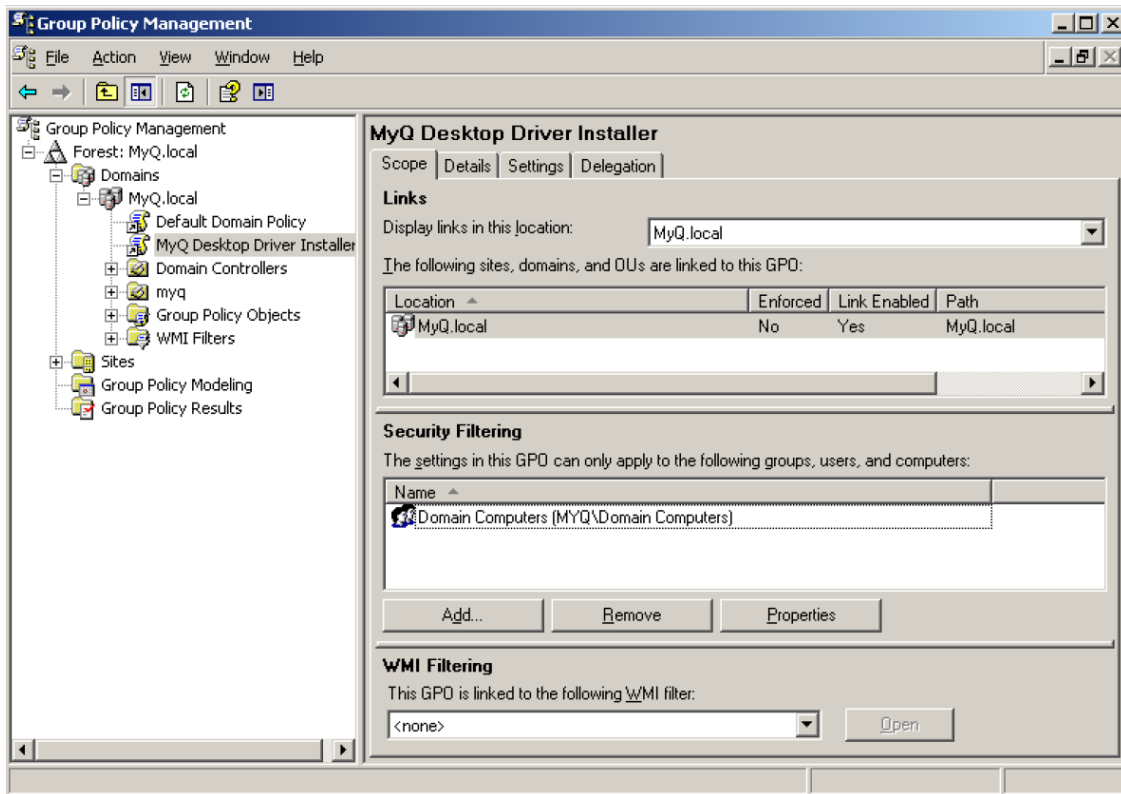 Group Policy Management
File Action View Window Help
Group Policy Management
Forest: MyQ.local
Domains
MyQ.local
Default Domain Policy
MyQ Desktop Driver Installer
Domain Controllers
myq
Group Policy Objects
WMI Filters
Sites
Group Policy Modeling
Group Policy Results
MyQ Desktop Driver Installer
Scope Details Settings Delegation
Links
Display links in this location: MyQ.local
The following sites, domains, and OUs are linked to this GPO:
Location Enforced Link Enabled Path
MyQ.local No Yes MyQ.local
Security Filtering
The settings in this GPO can only apply to the following groups, users, and computers:
Name
Domain Computers (MYQ\Domain Computers)
Add... Remove Properties
WMI Filtering
This GPO is linked to the following WMI filter:
<none> Open